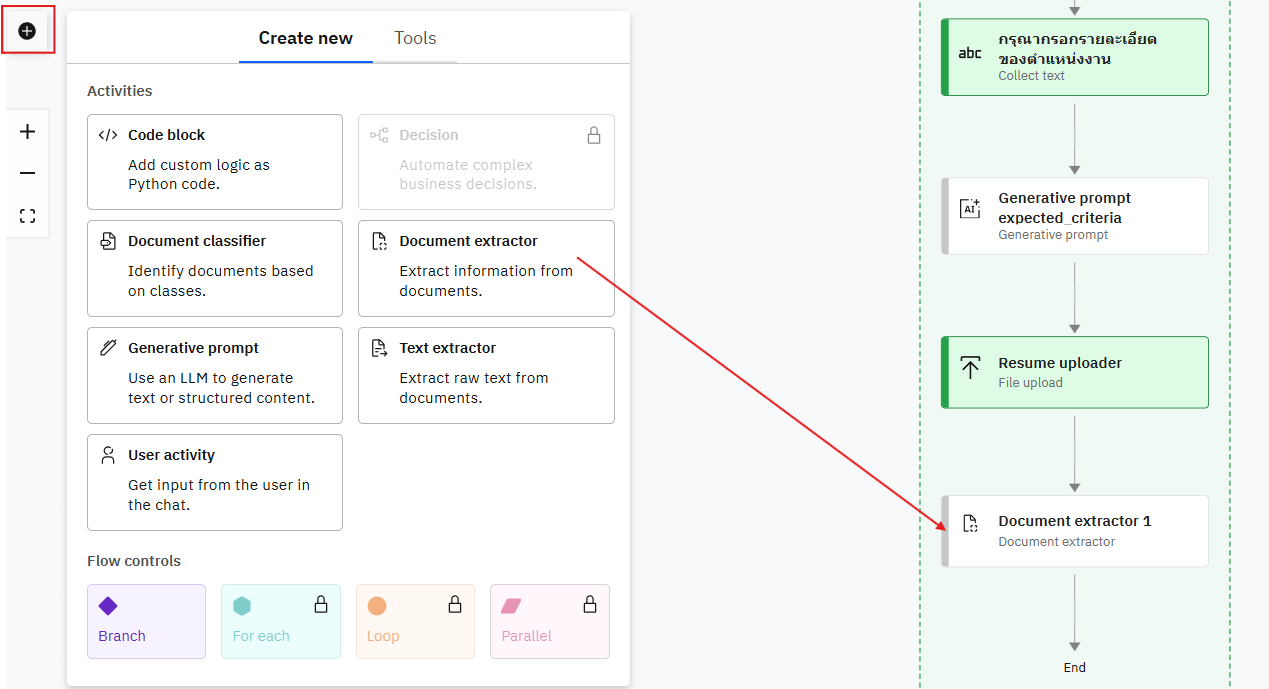 Create new
Tools
Activities
Code block
Add custom logic as
Python code.
Decision
Automate complex
business decisions.
Document classifier
Identify documents based
on classes.
Document extractor
Extract information from
documents.
Generative prompt
Use an LLM to generate
text or structured content.
Text extractor
Extract raw text from
documents.
User activity
Get input from the user in
the chat.
Flow controls
Branch
For each
Loop
Parallel
abc
กรุณากรอกรายละเอียด
ของตำแหน่งงาน
Collect text
AI
Generative prompt
expected_criteria
Generative prompt
Resume uploader
File upload
Document extractor 1
Document extractor
End